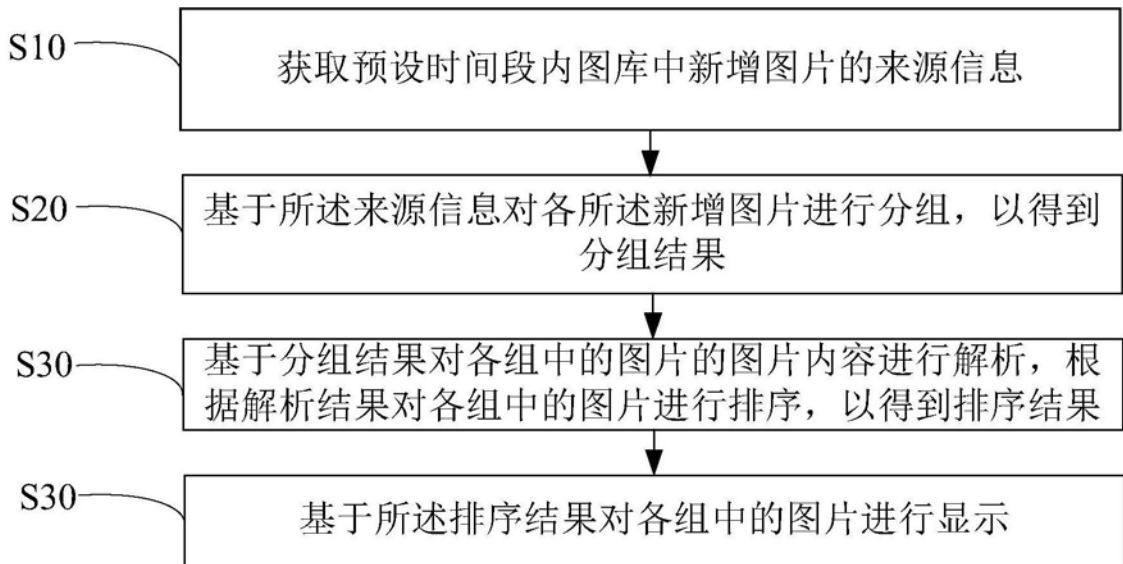 S10
获取预设时间段内图库中新增图片的来源信息
S20
基于所述来源信息对各所述新增图片进行分组，以得到
分组结果
S30
基于分组结果对各组中的图片的图片内容进行解析，根
据解析结果对各组中的图片进行排序，以得到排序结果
S30
基于所述排序结果对各组中的图片进行显示